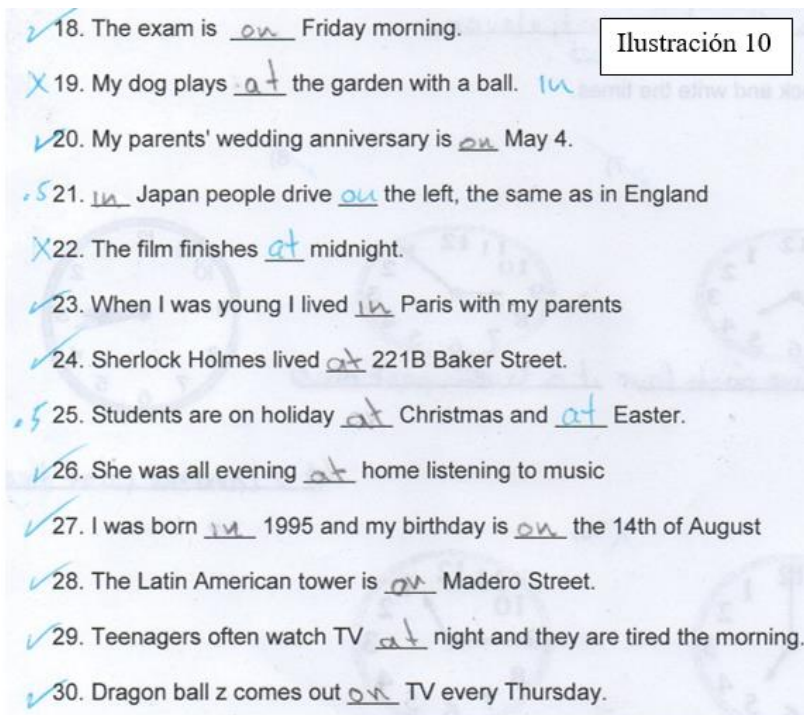 18. The exam is on Friday morning.
Ilustración 10
X 19. My dog plays at the garden with a ball. in
20. My parents' wedding anniversary is on May 4.
.5 21. in Japan people drive on the left, the same as in England
X 22. The film finishes at midnight.
23. When I was young I lived in Paris with my parents
24. Sherlock Holmes lived at 221B Baker Street.
.5 25. Students are on holiday at Christmas and at Easter.
26. She was all evening at home listening to music
27. I was born in 1995 and my birthday is on the 14th of August
28. The Latin American tower is on Madero Street.
29. Teenagers often watch TV at night and they are tired the morning.
30. Dragon ball z comes out on TV every Thursday.